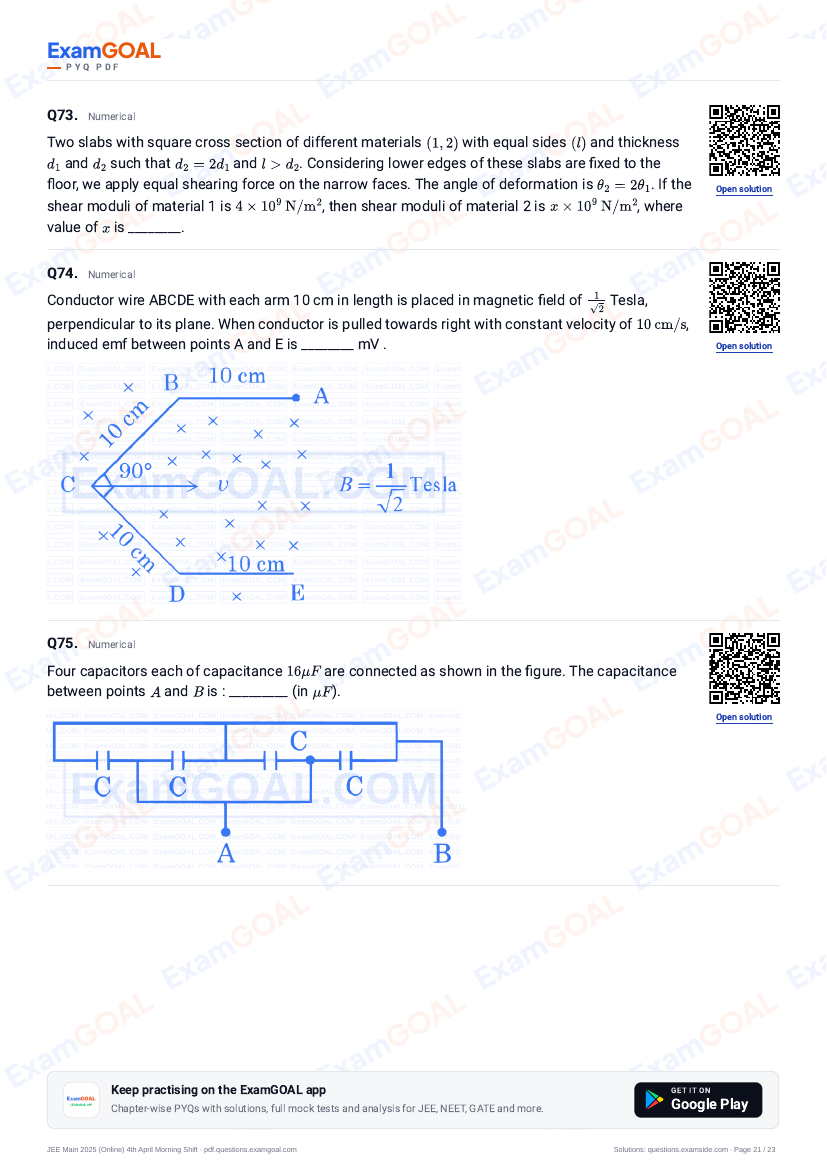 ExamGOAL
PYQ PDF
Q73. Numerical
Two slabs with square cross section of different materials (1, 2) with equal sides (l) and thickness
d₁ and d₂ such that d₂ = 2d₁ and l > d₂. Considering lower edges of these slabs are fixed to the
floor, we apply equal shearing force on the narrow faces. The angle of deformation is θ₂ = 2θ₁. If the
shear moduli of material 1 is 4 × 10⁹ N/m², then shear moduli of material 2 is x × 10⁹ N/m², where
value of x is ________.
Open solution
Q74. Numerical
Conductor wire ABCDE with each arm 10 cm in length is placed in magnetic field of 1/√2 Tesla,
perpendicular to its plane. When conductor is pulled towards right with constant velocity of 10 cm/s,
induced emf between points A and E is ________ mV .
Open solution
B 10 cm A
10 cm
C 90° v B = 1/√2 Tesla
10 cm
10 cm
D E
ExamGOAL.COM
Q75. Numerical
Four capacitors each of capacitance 16μF are connected as shown in the figure. The capacitance
between points A and B is : _________ (in μF).
Open solution
C
C C C
A B
ExamGOAL.COM
Keep practising on the ExamGOAL app
Chapter-wise PYQs with solutions, full mock tests and analysis for JEE, NEET, GATE and more.
GET IT ON
Google Play
JEE Main 2025 (Online) 4th April Morning Shift · pdf.questions.examgoal.com
Solutions: questions.examside.com · Page 21 / 23